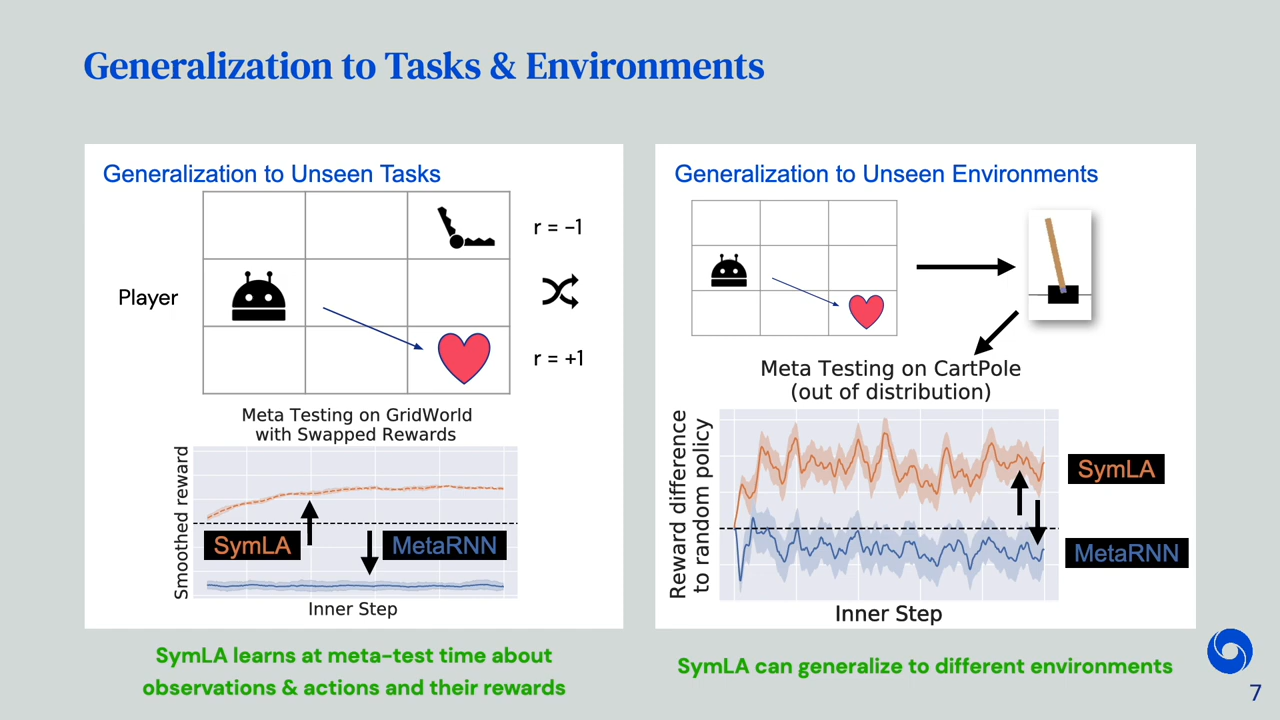 Generalization to Tasks & Environments
Generalization to Unseen Tasks
r = −1
Player
r = +1
Meta Testing on GridWorld
with Swapped Rewards
Smoothed reward
SymLA
MetaRNN
Inner Step
SymLA learns at meta-test time about
observations & actions and their rewards
Generalization to Unseen Environments
Meta Testing on CartPole
(out of distribution)
Reward difference
to random policy
SymLA
MetaRNN
Inner Step
SymLA can generalize to different environments
7